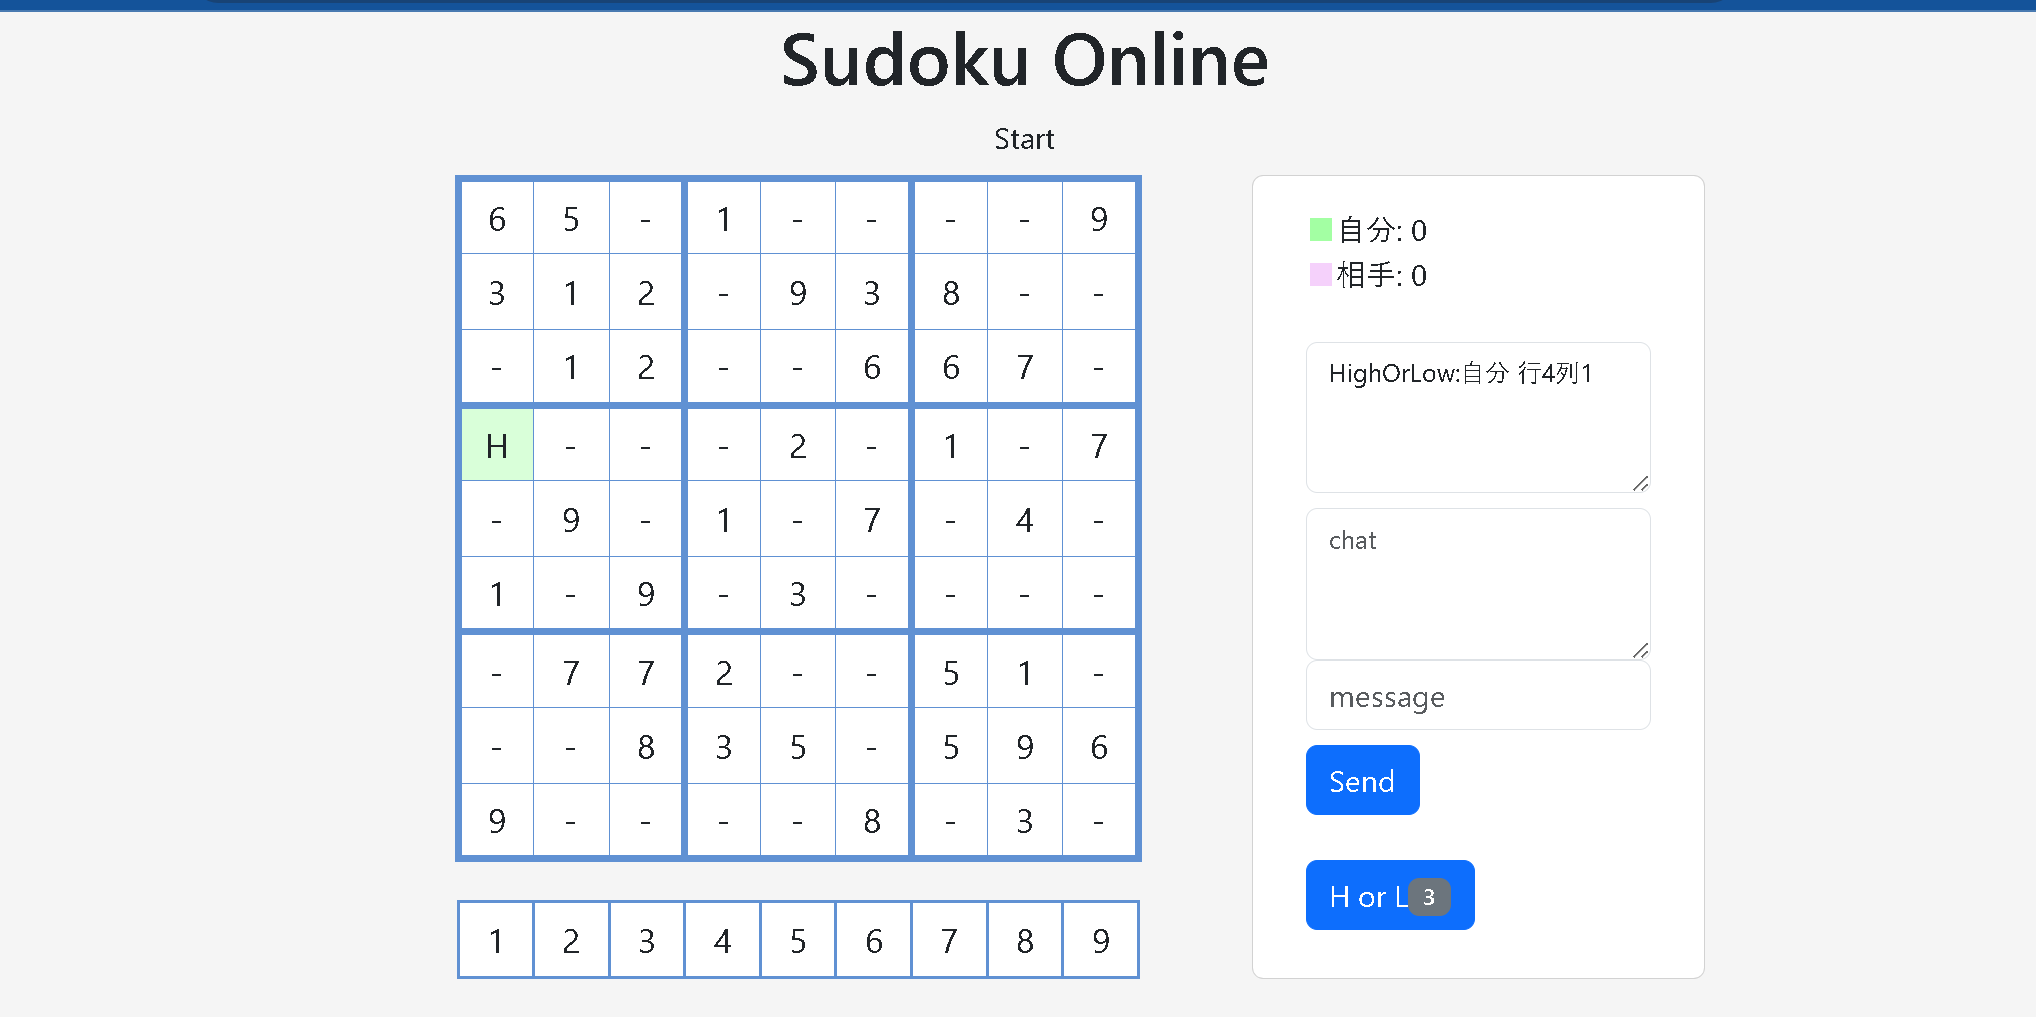 Sudoku Online
Start
6 5 - 1 - - - - 9
3 1 2 - 9 3 8 - -
- 1 2 - - 6 6 7 -
H - - - 2 - 1 - 7
- 9 - 1 - 7 - 4 -
1 - 9 - 3 - - - -
- 7 7 2 - - 5 1 -
- - 8 3 5 - 5 9 6
9 - - - - 8 - 3 -
1 2 3 4 5 6 7 8 9
自分: 0
相手: 0
HighOrLow:自分 行4列1
chat
message
Send
H or L 3